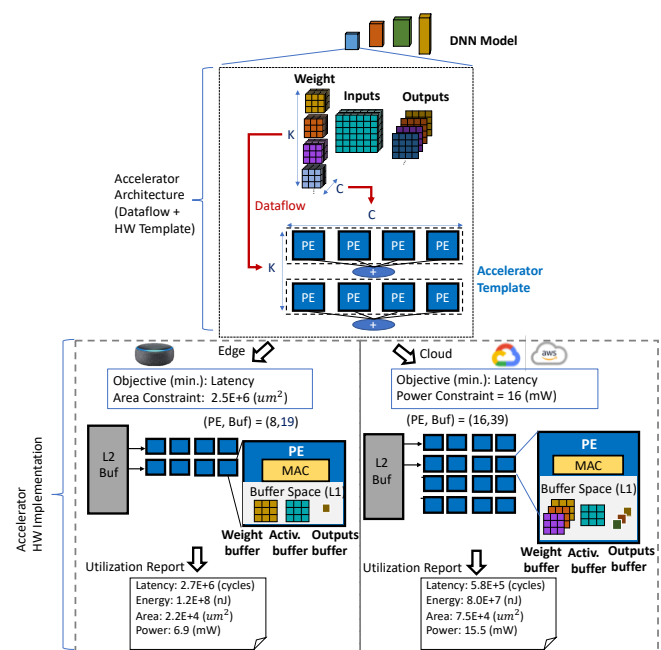 DNN Model
Weight
Inputs
Outputs
K
C
Dataflow
C
Accelerator
Architecture
(Dataflow +
HW Template)
PE PE PE PE
+
K
Accelerator
Template
PE PE PE PE
+
Edge
Cloud
aws
Objective (min.): Latency
Area Constraint: 2.5E+6 (um²)
Objective (min.): Latency
Power Constraint = 16 (mW)
Accelerator
HW Implementation
(PE, Buf) = (8,19)
L2
Buf
PE
MAC
Buffer Space (L1)
Weight
buffer
Activ.
buffer
Outputs
buffer
(PE, Buf) = (16,39)
L2
Buf
PE
MAC
Buffer Space (L1)
Weight
buffer
Activ.
buffer
Outputs
buffer
Utilization Report
Latency: 2.7E+6 (cycles)
Energy: 1.2E+8 (nJ)
Area: 2.2E+4 (um²)
Power: 6.9 (mW)
Utilization Report
Latency: 5.8E+5 (cycles)
Energy: 8.0E+7 (nJ)
Area: 7.5E+4 (um²)
Power: 15.5 (mW)